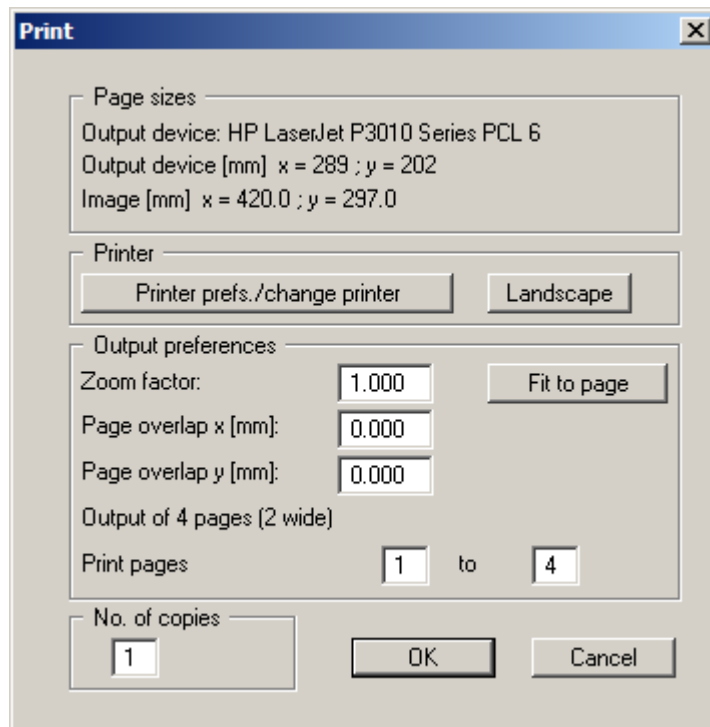 Print
Page sizes
Output device: HP LaserJet P3010 Series PCL 6
Output device [mm]  x = 289 ; y = 202
Image [mm]  x = 420.0 ; y = 297.0
Printer
Printer prefs./change printer
Landscape
Output preferences
Zoom factor: 1.000
Fit to page
Page overlap x [mm]: 0.000
Page overlap y [mm]: 0.000
Output of 4 pages (2 wide)
Print pages 1 to 4
No. of copies
1
OK
Cancel